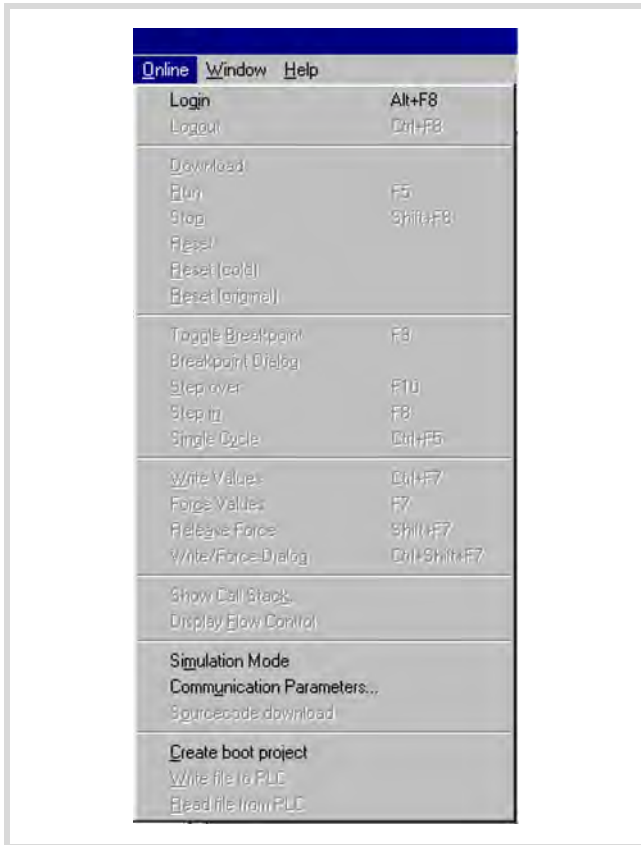 Online Window Help
Login Alt+F8
Logout Ctrl+F8
Download
Run F5
Stop Shift+F8
Reset
Reset (cold)
Reset (original)
Toggle Breakpoint F9
Breakpoint Dialog
Step over F10
Step in F8
Single Cycle Ctrl+F5
Write Values Ctrl+F7
Force Values F7
Release Force Shift+F7
Write/Force-Dialog Ctrl+Shift+F7
Show Call Stack..
Display Flow Control
Simulation Mode
Communication Parameters...
Sourcecode download
Create boot project
Write file to PLC
Read file from PLC